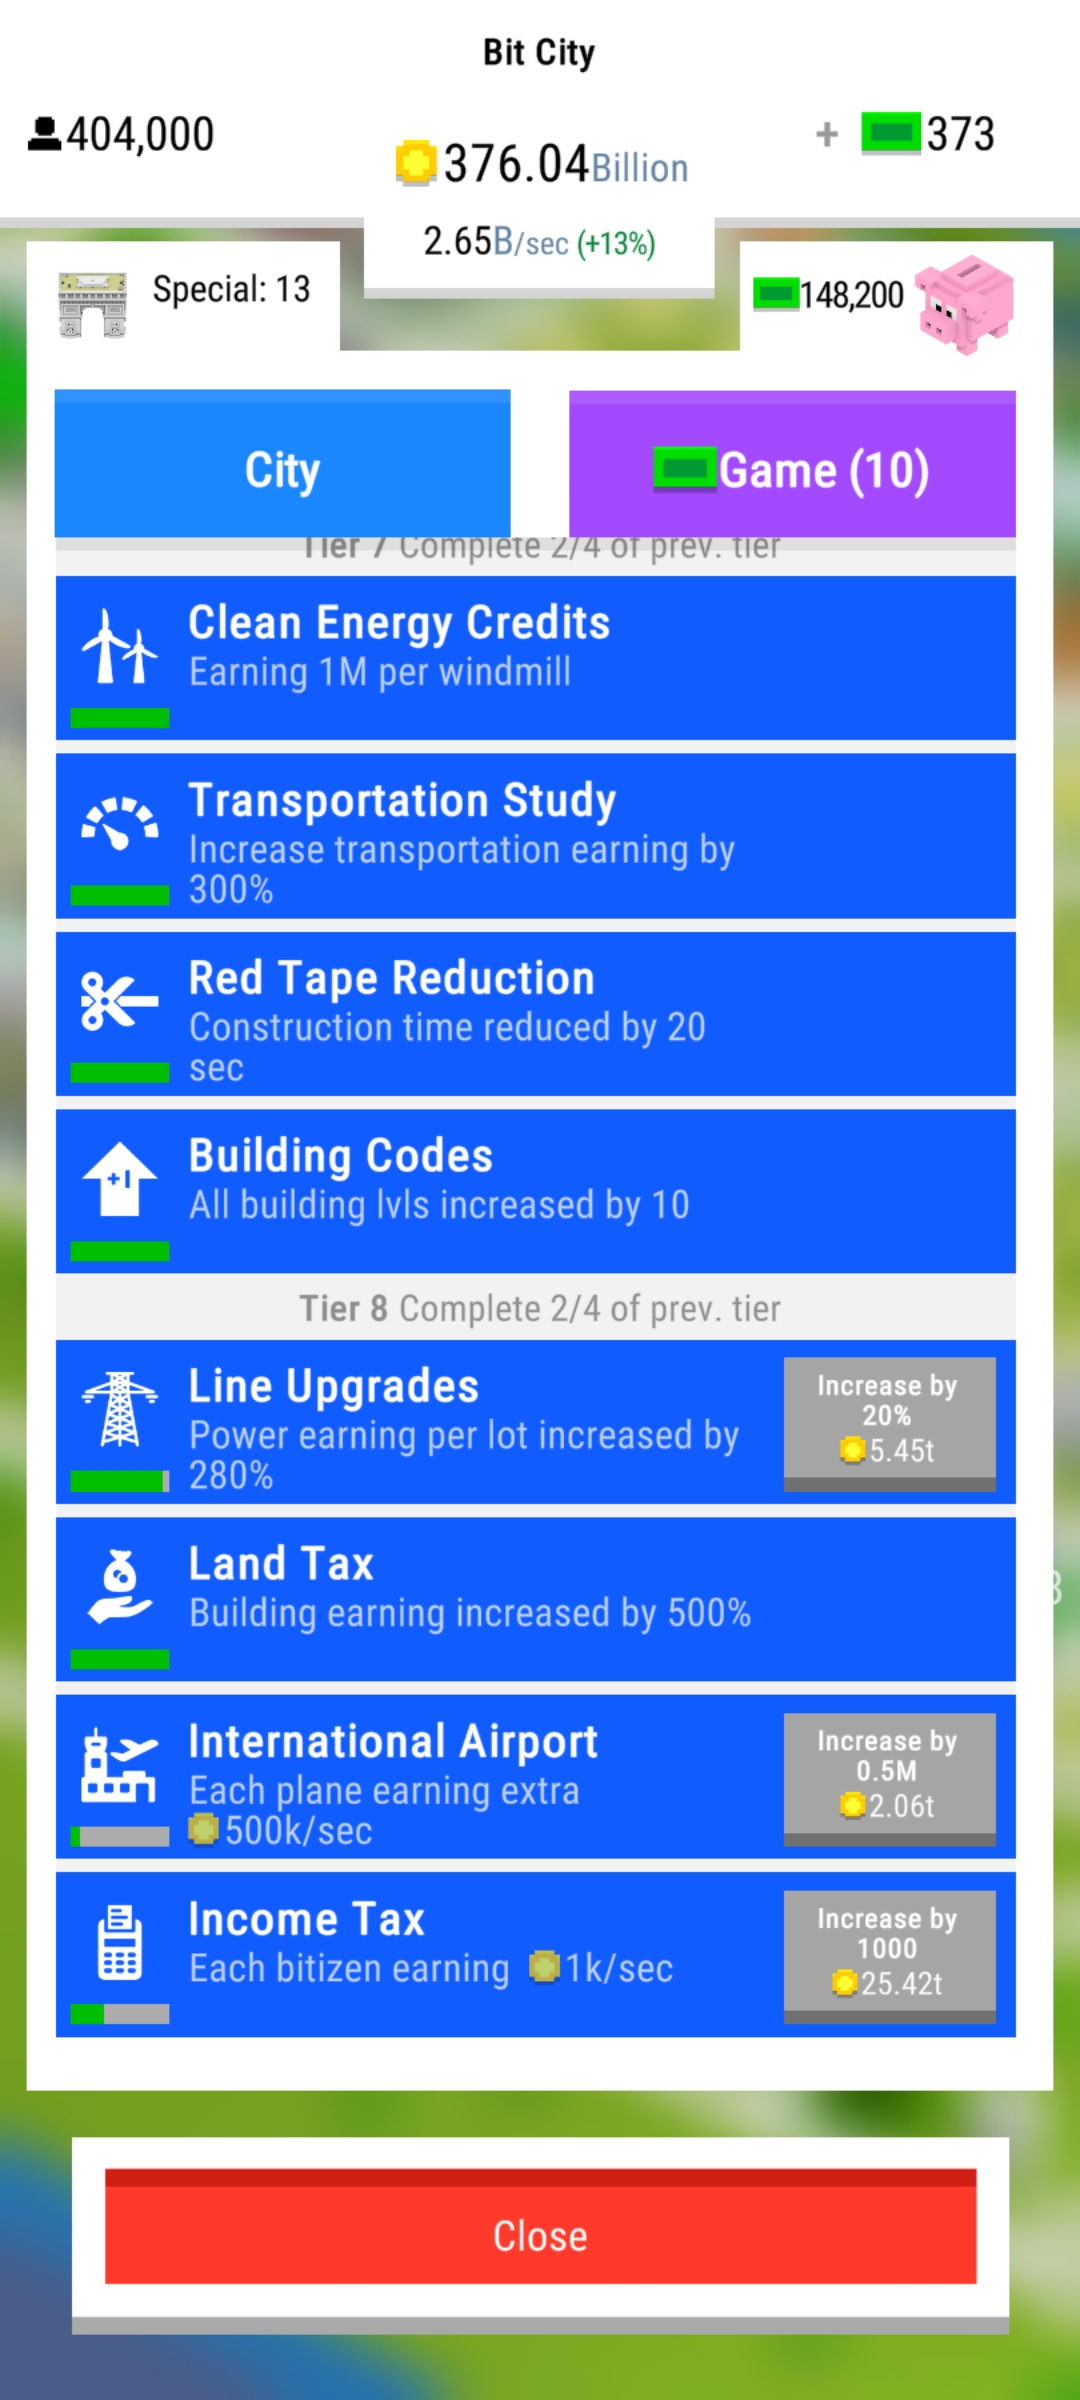 Bit City
404,000
376.04Billion
+ 373
2.65B/sec (+13%)
Special: 13
148,200
City
Game (10)
Tier 7 Complete 2/4 of prev. tier
Clean Energy Credits
Earning 1M per windmill
Transportation Study
Increase transportation earning by
300%
Red Tape Reduction
Construction time reduced by 20
sec
+1
Building Codes
All building lvls increased by 10
Tier 8 Complete 2/4 of prev. tier
Line Upgrades
Power earning per lot increased by
280%
Increase by
20%
5.45t
Land Tax
Building earning increased by 500%
International Airport
Each plane earning extra
500k/sec
Increase by
0.5M
2.06t
Income Tax
Each bitizen earning 1k/sec
Increase by
1000
25.42t
Close